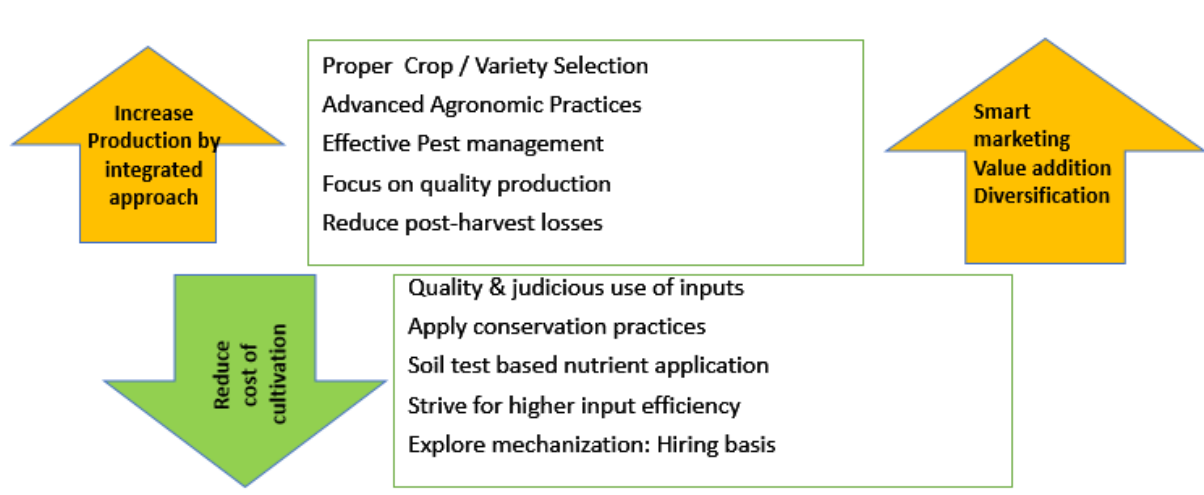 Increase
Production by
integrated
approach
Proper Crop / Variety Selection
Advanced Agronomic Practices
Effective Pest management
Focus on quality production
Reduce post-harvest losses
Smart
marketing
Value addition
Diversification
Reduce
cost of
cultivation
Quality & judicious use of inputs
Apply conservation practices
Soil test based nutrient application
Strive for higher input efficiency
Explore mechanization: Hiring basis